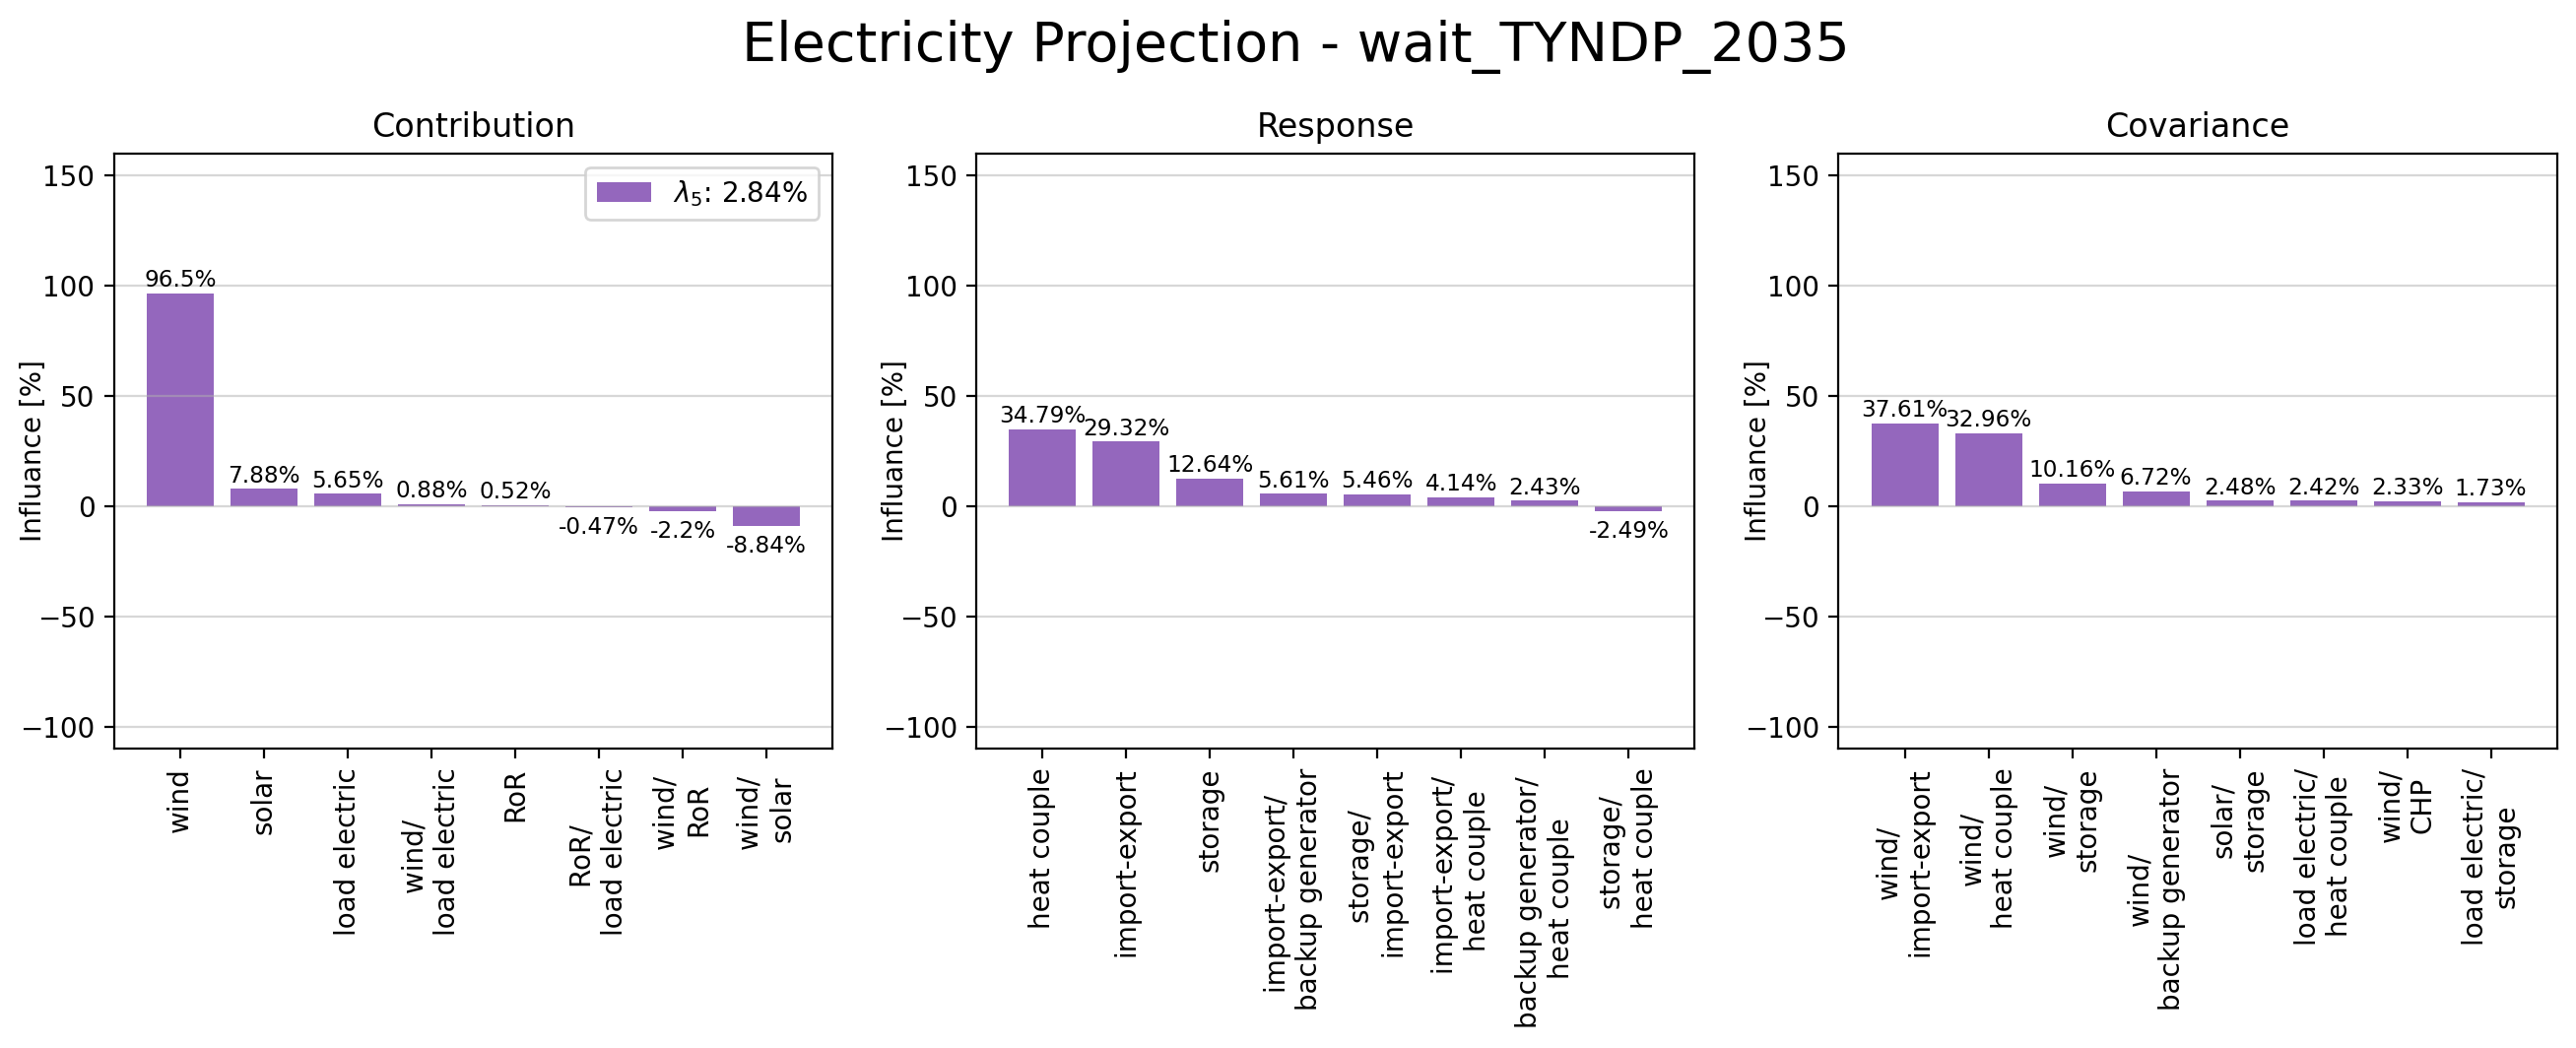 Electricity Projection - wait_TYNDP_2035
Contribution
Influance [%]
150
100
50
0
−50
−100
λ5: 2.84%
96.5%
7.88%
5.65%
0.88%
0.52%
-0.47%
-2.2%
-8.84%
wind
solar
load electric
wind/
load electric
RoR
RoR/
load electric
wind/
RoR
wind/
solar
Response
Influance [%]
150
100
50
0
−50
−100
34.79%
29.32%
12.64%
5.61%
5.46%
4.14%
2.43%
-2.49%
heat couple
import-export
storage
import-export/
backup generator
storage/
import-export
import-export/
heat couple
backup generator/
heat couple
storage/
heat couple
Covariance
Influance [%]
150
100
50
0
−50
−100
37.61%
32.96%
10.16%
6.72%
2.48%
2.42%
2.33%
1.73%
wind/
import-export
wind/
heat couple
wind/
storage
wind/
backup generator
solar/
storage
load electric/
heat couple
wind/
CHP
load electric/
storage